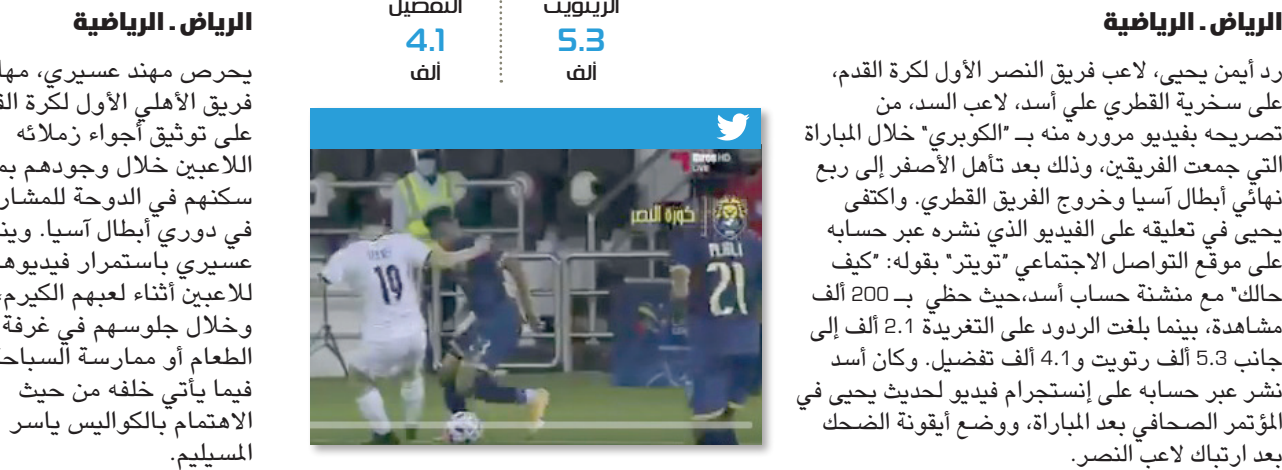 الرياض ـ الرياضية
رد أيمن يحيى، لاعب فريق النصر الأول لكرة القدم،
على سخرية القطري علي أسد، لاعب السد، من
تصريحه بفيديو مروره منه بـ "الكوبري" خلال المباراة
التي جمعت الفريقين، وذلك بعد تأهل الأصفر إلى ربع
نهائي أبطال آسيا وخروج الفريق القطري. واكتفى
يحيى في تعليقه على الفيديو الذي نشره عبر حسابه
على موقع التواصل الاجتماعي "تويتر" بقوله: "كيف
حالك" مع منشنة حساب أسد،حيث حظي بـ 200 ألف
مشاهدة، بينما بلغت الردود على التغريدة 2.1 ألف إلى
جانب 5.3 ألف رتويت و4.1 ألف تفضيل. وكان أسد
نشر عبر حسابه على إنستجرام فيديو لحديث يحيى في
المؤتمر الصحافي بعد المباراة، ووضع أيقونة الضحك
بعد ارتباك لاعب النصر.
الريتويت
5.3
ألف
التفضيل
4.1
ألف
كورة النصر
19
21
الرياض ـ الرياضية
يحرص مهند عسيري،
فريق الأهلي الأول لكرة
على توثيق أجواء زملائه
اللاعبين خلال وجودهم
سكنهم في الدوحة
في دوري أبطال آسيا.
عسيري باستمرار
للاعبين أثناء لعبهم الكيرم،
وخلال جلوسهم في غرفة
الطعام أو ممارسة
فيما يأتي خلفه من حيث
الاهتمام بالكواليس ياسر
المسيليم.